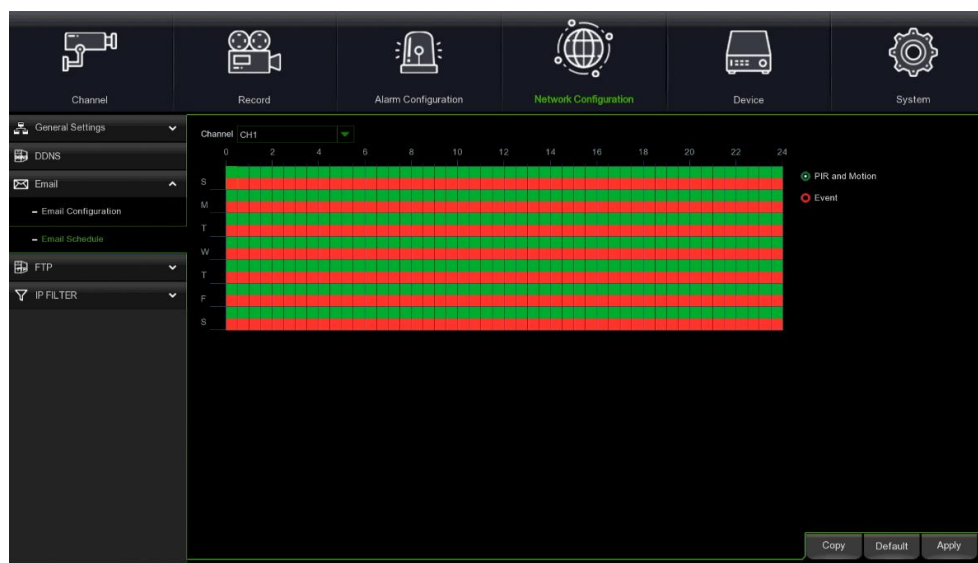 Channel Record Alarm Configuration Network Configuration Device System
General Settings
DDNS
Email
Email Configuration
Email Schedule
FTP
IP FILTER
Channel CH1
0 2 4 6 8 10 12 14 16 18 20 22 24
S
M
T
W
T
F
S
PIR and Motion
Event
Copy Default Apply